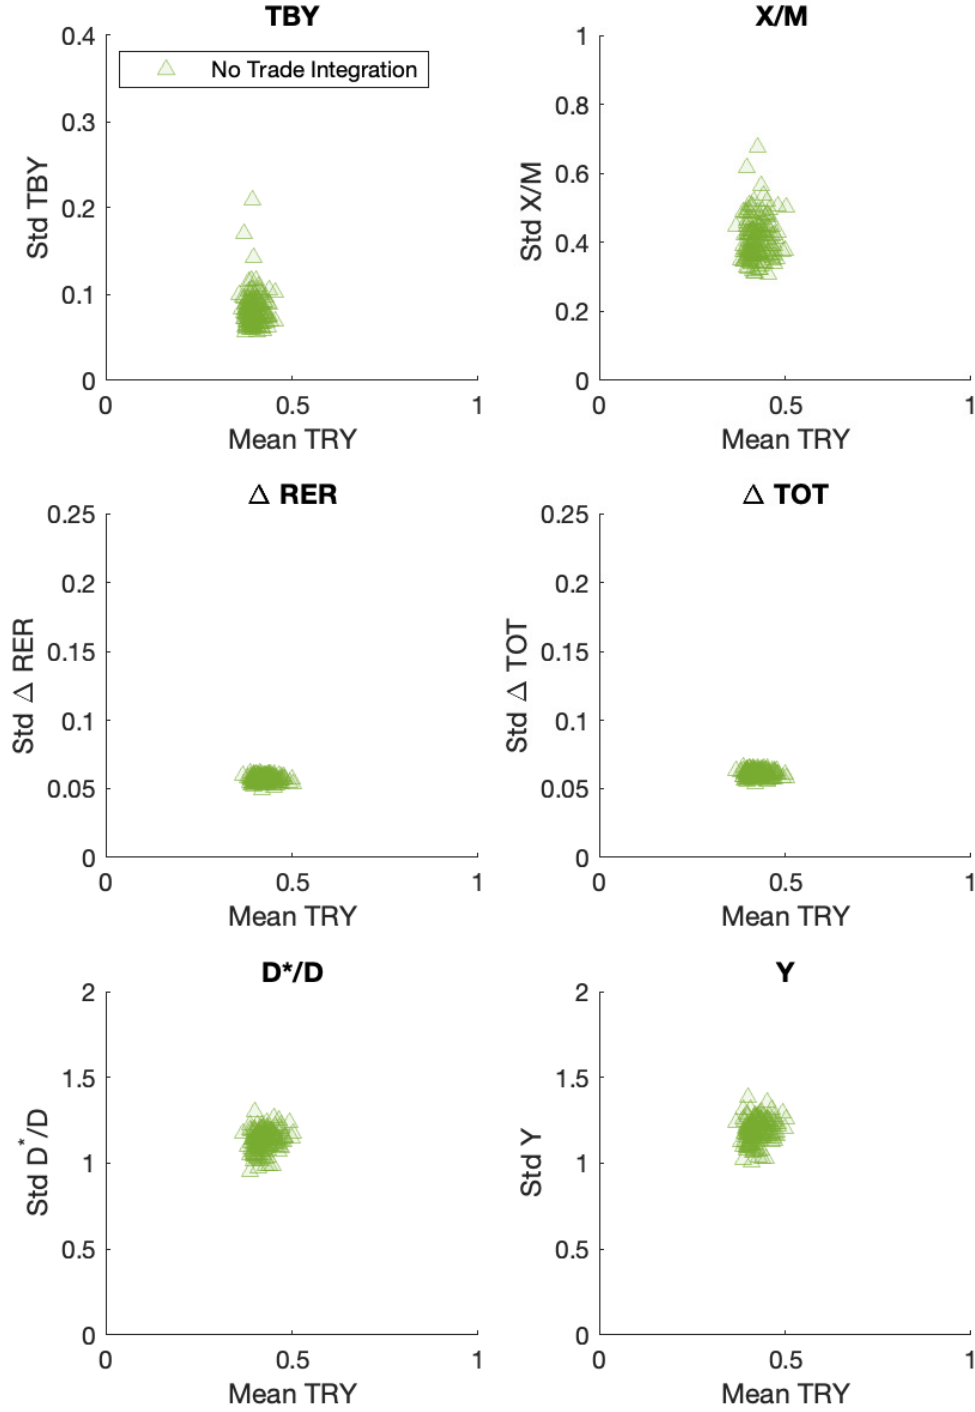 TBY
0.4
0.3
0.2
0.1
0
Std TBY
No Trade Integration
0
0.5
1
Mean TRY
X/M
1
0.8
0.6
0.4
0.2
0
Std X/M
0
0.5
1
Mean TRY
Δ RER
0.25
0.2
0.15
0.1
0.05
0
Std Δ RER
0
0.5
1
Mean TRY
Δ TOT
0.25
0.2
0.15
0.1
0.05
0
Std Δ TOT
0
0.5
1
Mean TRY
D*/D
2
1.5
1
0.5
0
Std D*/D
0
0.5
1
Mean TRY
Y
2
1.5
1
0.5
0
Std Y
0
0.5
1
Mean TRY